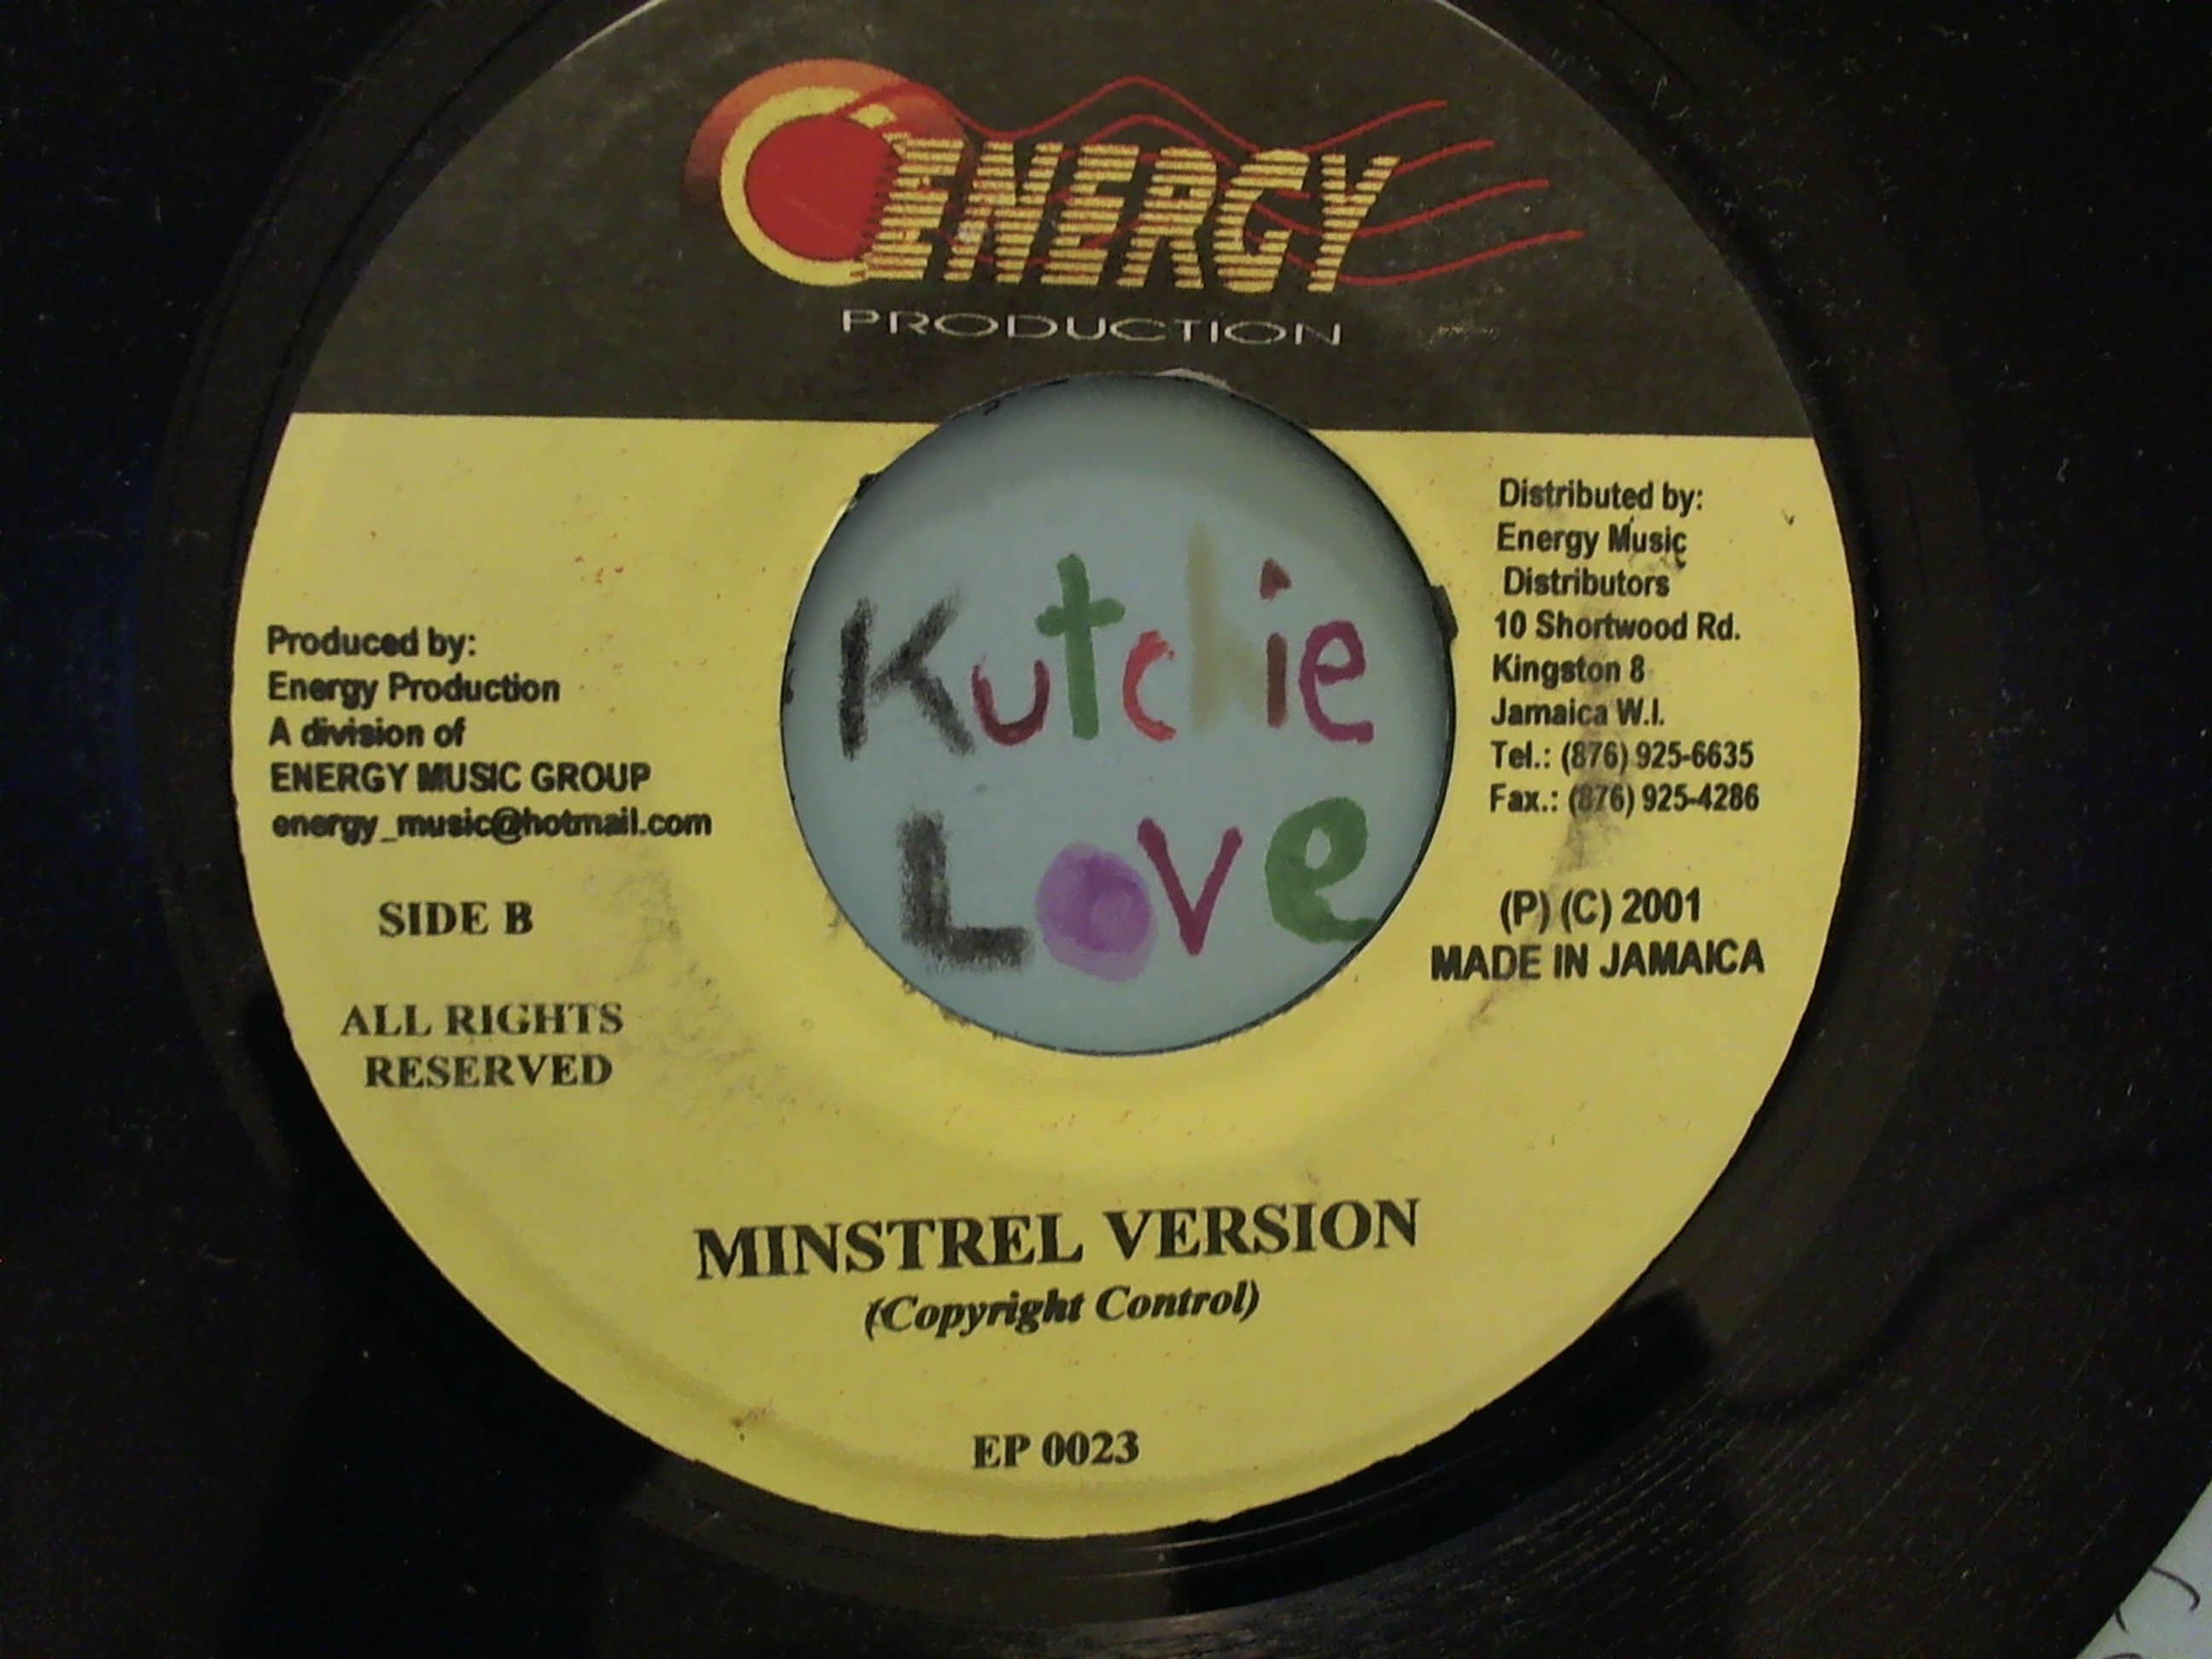 ENERGY
PRODUCTION
Produced by:
Energy Production
A division of
ENERGY MUSIC GROUP
energy_music@hotmail.com
SIDE B
ALL RIGHTS
RESERVED
Kutchie
Love
Distributed by:
Energy Music
Distributors
10 Shortwood Rd.
Kingston 8
Jamaica W.I.
Tel.: (876) 925-6635
Fax.: (876) 925-4286
(P) (C) 2001
MADE IN JAMAICA
MINSTREL VERSION
(Copyright Control)
EP 0023